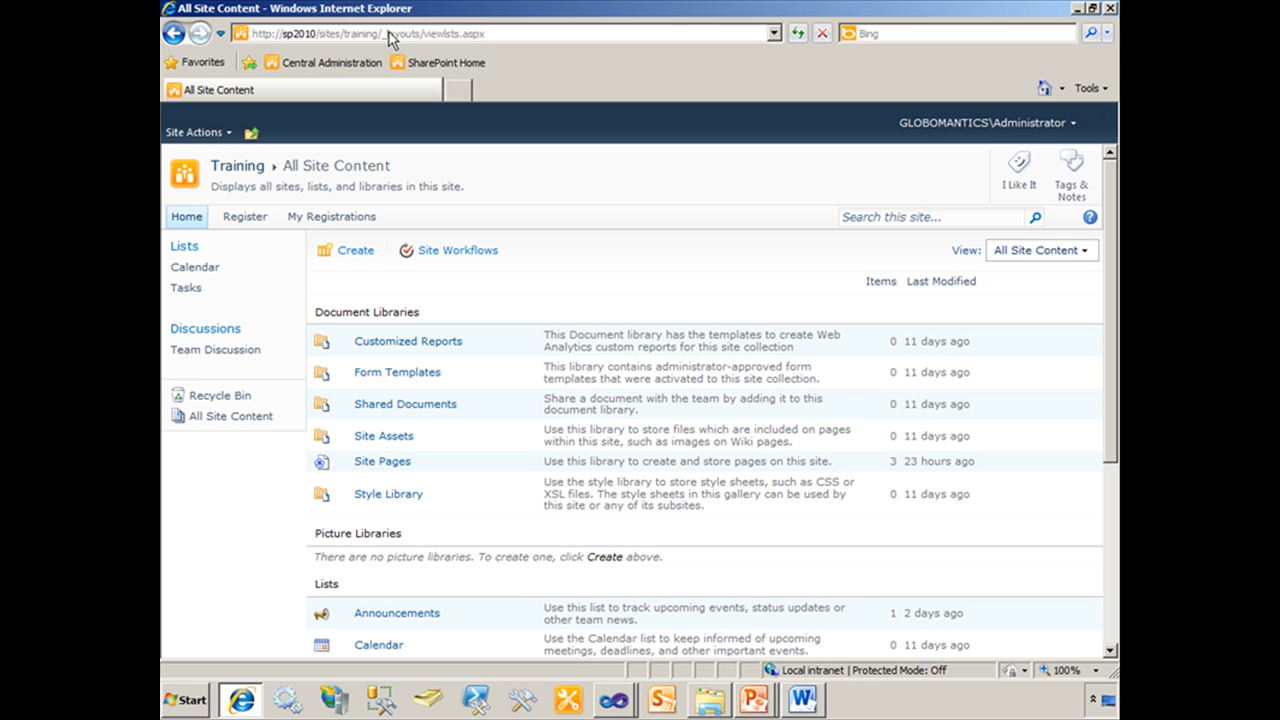 All Site Content - Windows Internet Explorer
http://sp2010/sites/training/_layouts/viewlsts.aspx
Bing
Favorites
Central Administration
SharePoint Home
All Site Content
Tools
Site Actions
GLOBOMANTICS\Administrator
Training ▸ All Site Content
Displays all sites, lists, and libraries in this site.
I Like It
Tags & Notes
Home
Register
My Registrations
Search this site...
Lists
Calendar
Tasks
Discussions
Team Discussion
Recycle Bin
All Site Content
Create
Site Workflows
View: All Site Content
Items Last Modified
Document Libraries
Customized Reports
This Document library has the templates to create Web
Analytics custom reports for this site collection
0 11 days ago
Form Templates
This library contains administrator-approved form
templates that were activated to this site collection.
0 11 days ago
Shared Documents
Share a document with the team by adding it to this
document library.
0 11 days ago
Site Assets
Use this library to store files which are included on pages
within this site, such as images on Wiki pages.
0 11 days ago
Site Pages
Use this library to create and store pages on this site.
3 23 hours ago
Style Library
Use the style library to store style sheets, such as CSS or
XSL files. The style sheets in this gallery can be used by
this site or any of its subsites.
0 11 days ago
Picture Libraries
There are no picture libraries. To create one, click Create above.
Lists
Announcements
Use this list to track upcoming events, status updates or
other team news.
1 2 days ago
Calendar
Use the Calendar list to keep informed of upcoming
meetings, deadlines, and other important events.
0 11 days ago
Local intranet | Protected Mode: Off
100%
Start